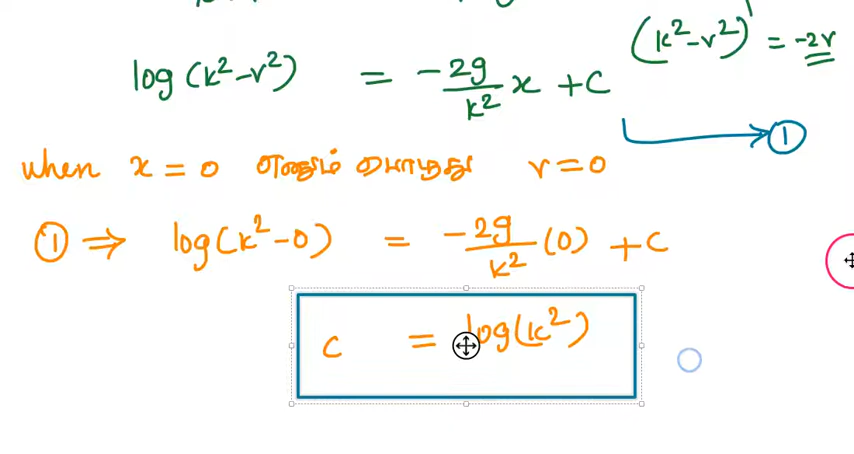 (k²-v²)' = -2v
log(k²-v²) = -2g/k² x + C
①
when x = 0 எனும் போது v = 0
① ⇒ log(k²-0) = -2g/k² (0) + C
C = log(k²)